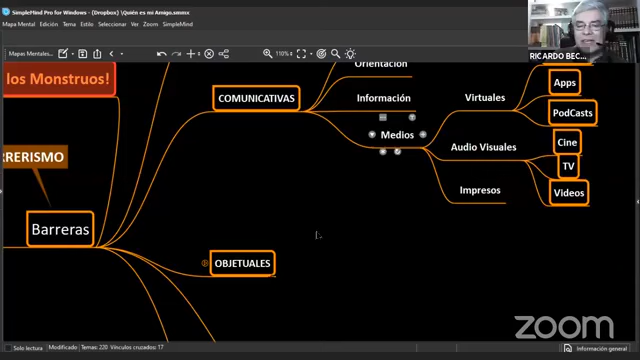 SimpleMind Pro for Windows - (Dropbox) \Quién es mi Amigo.smmx
Mapa Mental Edición Tema Estilo Seleccionar Ver Zoom SimpleMind
Mapas Mentales
110%
RICARDO BEC...
los Monstruos!
Orientación
COMUNICATIVAS
Información
Medios
Virtuales
Apps
PodCasts
Audio Visuales
Cine
TV
Videos
Impresos
RRERISMO
Barreras
OBJETUALES
zoom
Solo lectura Modificado Temas: 220 Vínculos cruzados: 17
Información general